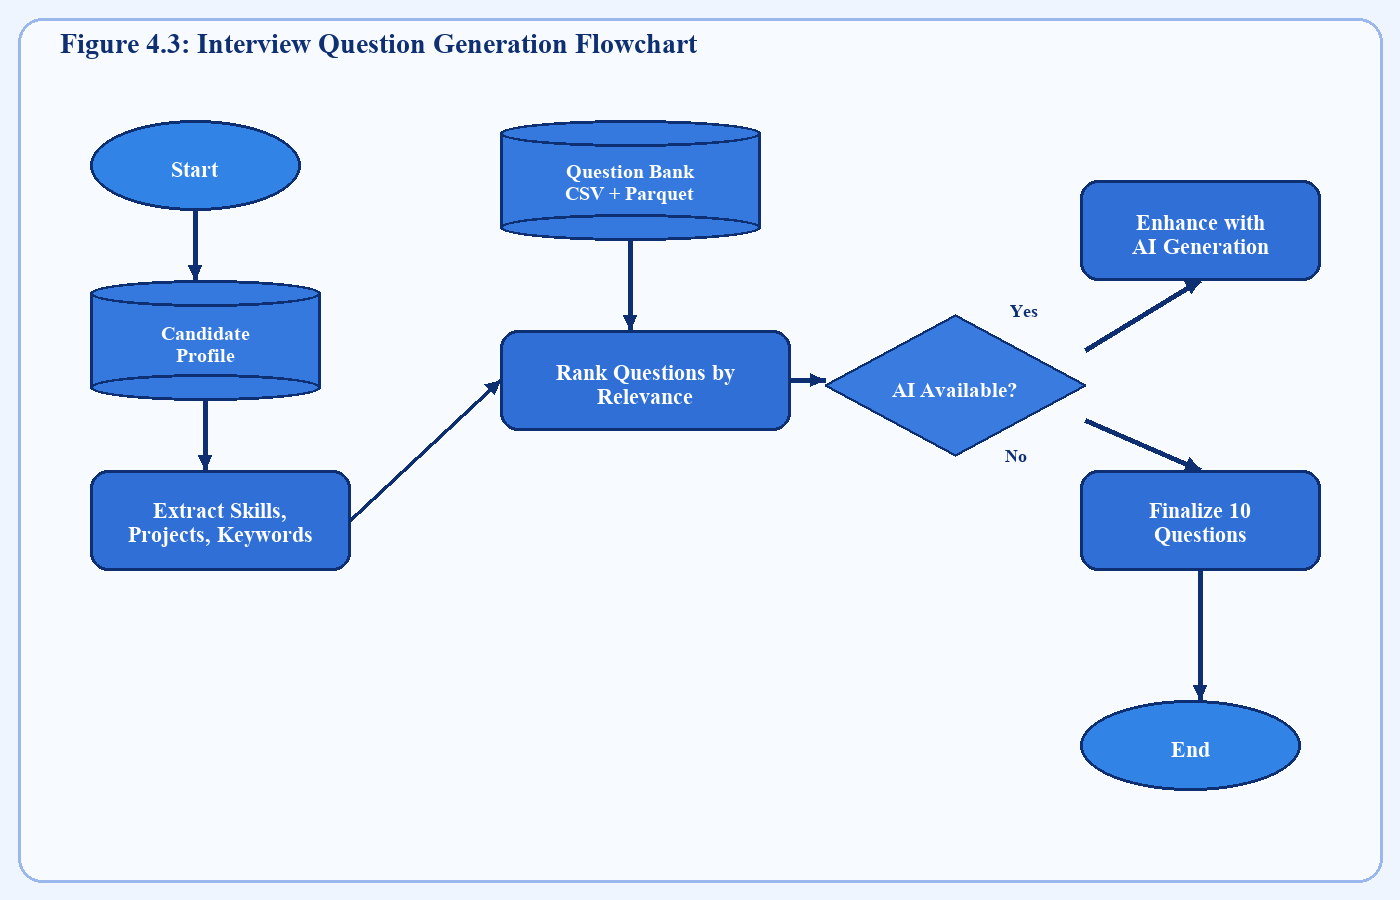 Figure 4.3: Interview Question Generation Flowchart
Start
Candidate
Profile
Extract Skills,
Projects, Keywords
Question Bank
CSV + Parquet
Rank Questions by
Relevance
AI Available?
Yes
Enhance with
AI Generation
No
Finalize 10
Questions
End